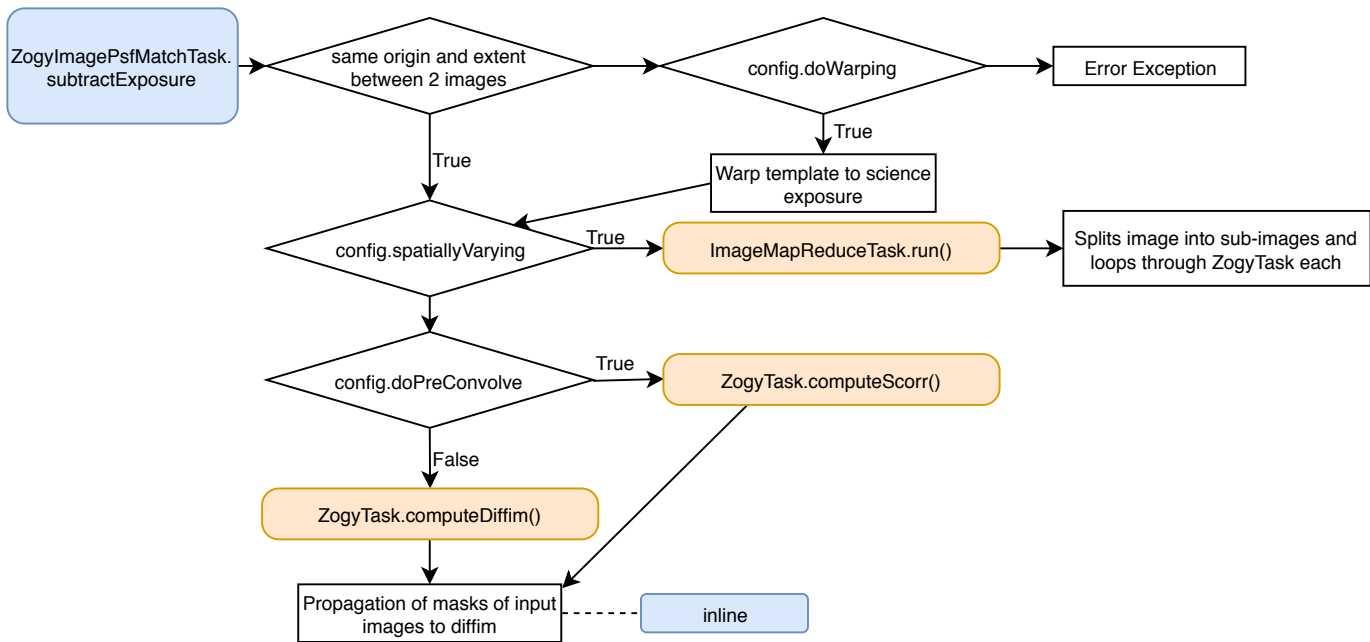 ZogyImagePsfMatchTask.
subtractExposure
same origin and extent
between 2 images
config.doWarping
Error Exception
True
True
Warp template to science
exposure
config.spatiallyVarying
True
ImageMapReduceTask.run()
Splits image into sub-images and
loops through ZogyTask each
config.doPreConvolve
True
ZogyTask.computeScorr()
False
ZogyTask.computeDiffim()
Propagation of masks of input
images to diffim
inline